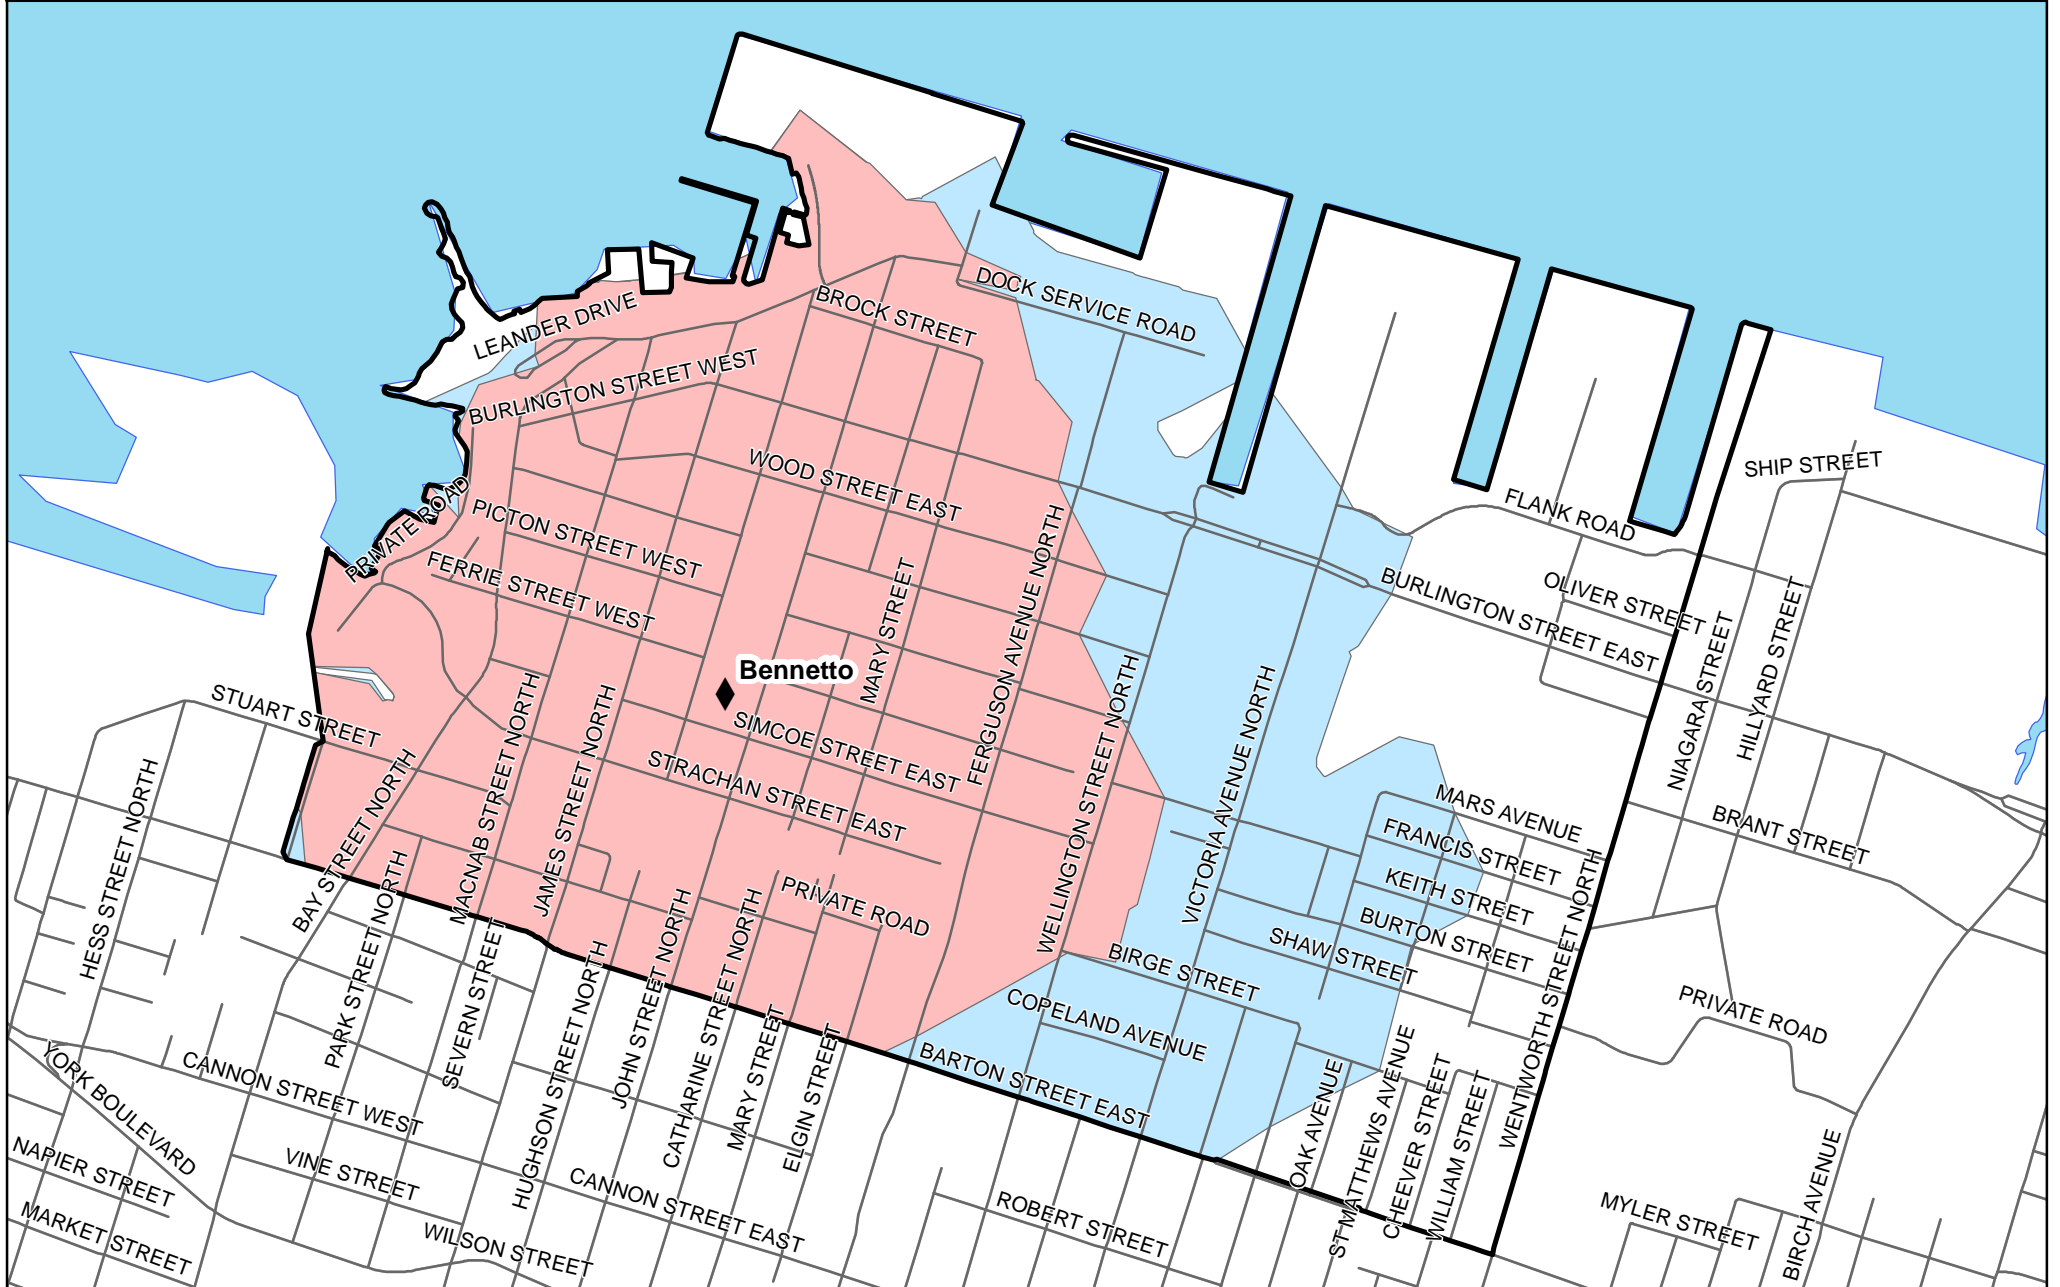 DOCK SERVICE ROAD
BROCK STREET
LEANDER DRIVE
BURLINGTON STREET WEST
SHIP STREET
WOOD STREET EAST
FLANK ROAD
PRIVATE ROAD
PICTON STREET WEST
FERRIE STREET WEST
FERGUSON AVENUE NORTH
MARY STREET
BURLINGTON STREET EAST
OLIVER STREET
NIAGARA STREET
HILLYARD STREET
Bennetto
STUART STREET
SIMCOE STREET EAST
STRACHAN STREET EAST
WELLINGTON STREET NORTH
VICTORIA AVENUE NORTH
MACNAB STREET NORTH
JAMES STREET NORTH
BAY STREET NORTH
HESS STREET NORTH
MARS AVENUE
FRANCIS STREET
KEITH STREET
BURTON STREET
SHAW STREET
BRANT STREET
PRIVATE ROAD
BIRGE STREET
COPELAND AVENUE
BARTON STREET EAST
WENTWORTH STREET NORTH
PRIVATE ROAD
PARK STREET NORTH
SEVERN STREET
HUGHSON STREET NORTH
JOHN STREET NORTH
CATHARINE STREET NORTH
MARY STREET
ELGIN STREET
OAK AVENUE
ST MATTHEWS AVENUE
CHEEVER STREET
WILLIAM STREET
YORK BOULEVARD
CANNON STREET WEST
NAPIER STREET
VINE STREET
MARKET STREET
WILSON STREET
CANNON STREET EAST
ROBERT STREET
MYLER STREET
BIRCH AVENUE